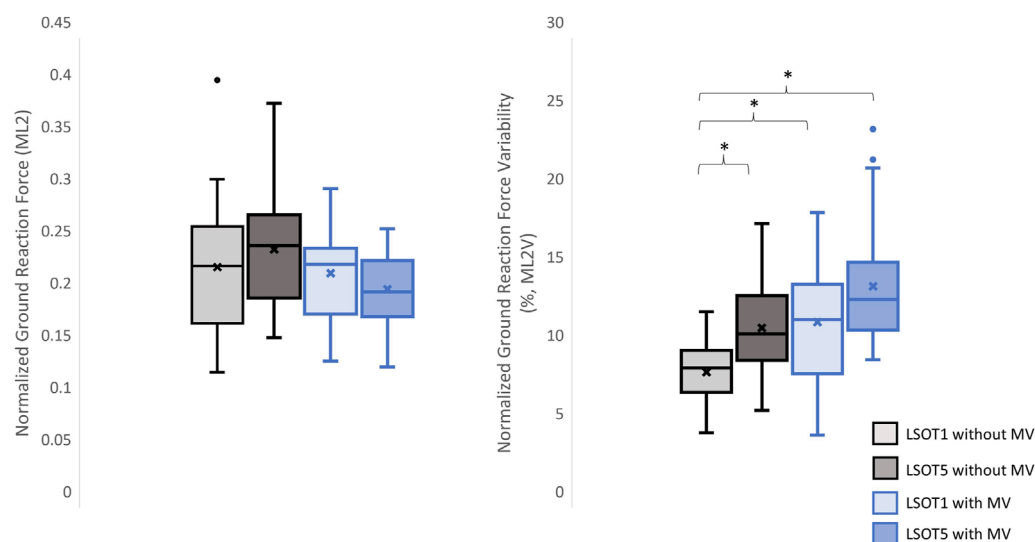 Normalized Ground Reaction Force (ML2)
0.45
0.4
0.35
0.3
0.25
0.2
0.15
0.1
0.05
0
Normalized Ground Reaction Force Variability
(%, ML2V)
30
25
20
15
10
5
0
*
*
*
LSOT1 without MV
LSOT5 without MV
LSOT1 with MV
LSOT5 with MV